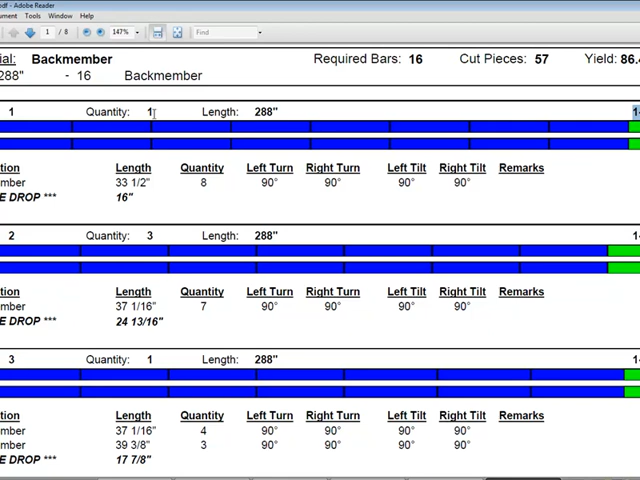 odf - Adobe Reader
ument Tools Window Help
1 / 8 147% Find
ial: Backmember Required Bars: 16 Cut Pieces: 57 Yield: 86.4
288" - 16 Backmember
1 Quantity: 1 Length: 288" 1-
tion Length Quantity Left Turn Right Turn Left Tilt Right Tilt Remarks
mber 33 1/2" 8 90° 90° 90° 90°
E DROP *** 16"
2 Quantity: 3 Length: 288" 1-
tion Length Quantity Left Turn Right Turn Left Tilt Right Tilt Remarks
mber 37 1/16" 7 90° 90° 90° 90°
E DROP *** 24 13/16"
3 Quantity: 1 Length: 288" 1-
tion Length Quantity Left Turn Right Turn Left Tilt Right Tilt Remarks
mber 37 1/16" 4 90° 90° 90° 90°
mber 39 3/8" 3 90° 90° 90° 90°
E DROP *** 17 7/8"